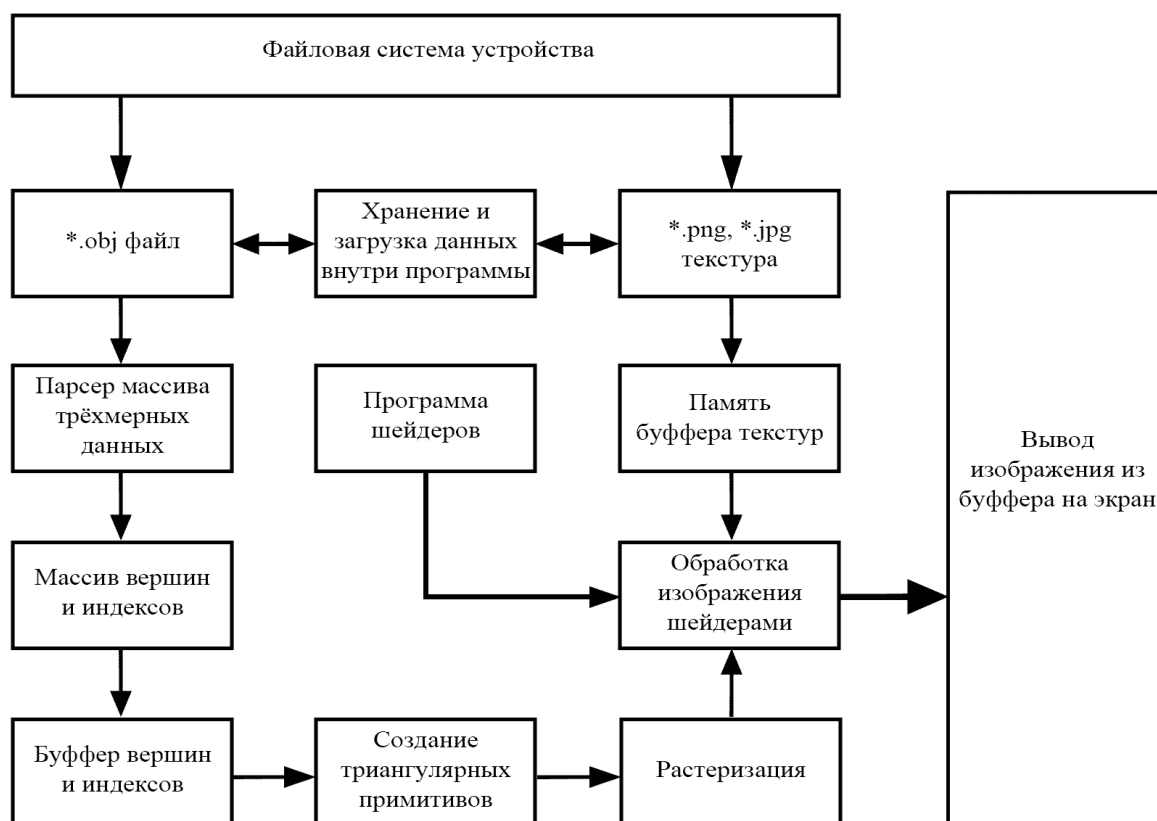 Файловая система устройства
*.obj файл
Хранение и
загрузка данных
внутри программы
*.png, *.jpg
текстура
Парсер массива
трёхмерных
данных
Программа
шейдеров
Память
буффера текстур
Вывод
изображения из
буффера на экран
Массив вершин
и индексов
Обработка
изображения
шейдерами
Буффер вершин
и индексов
Создание
триангулярных
примитивов
Растеризация